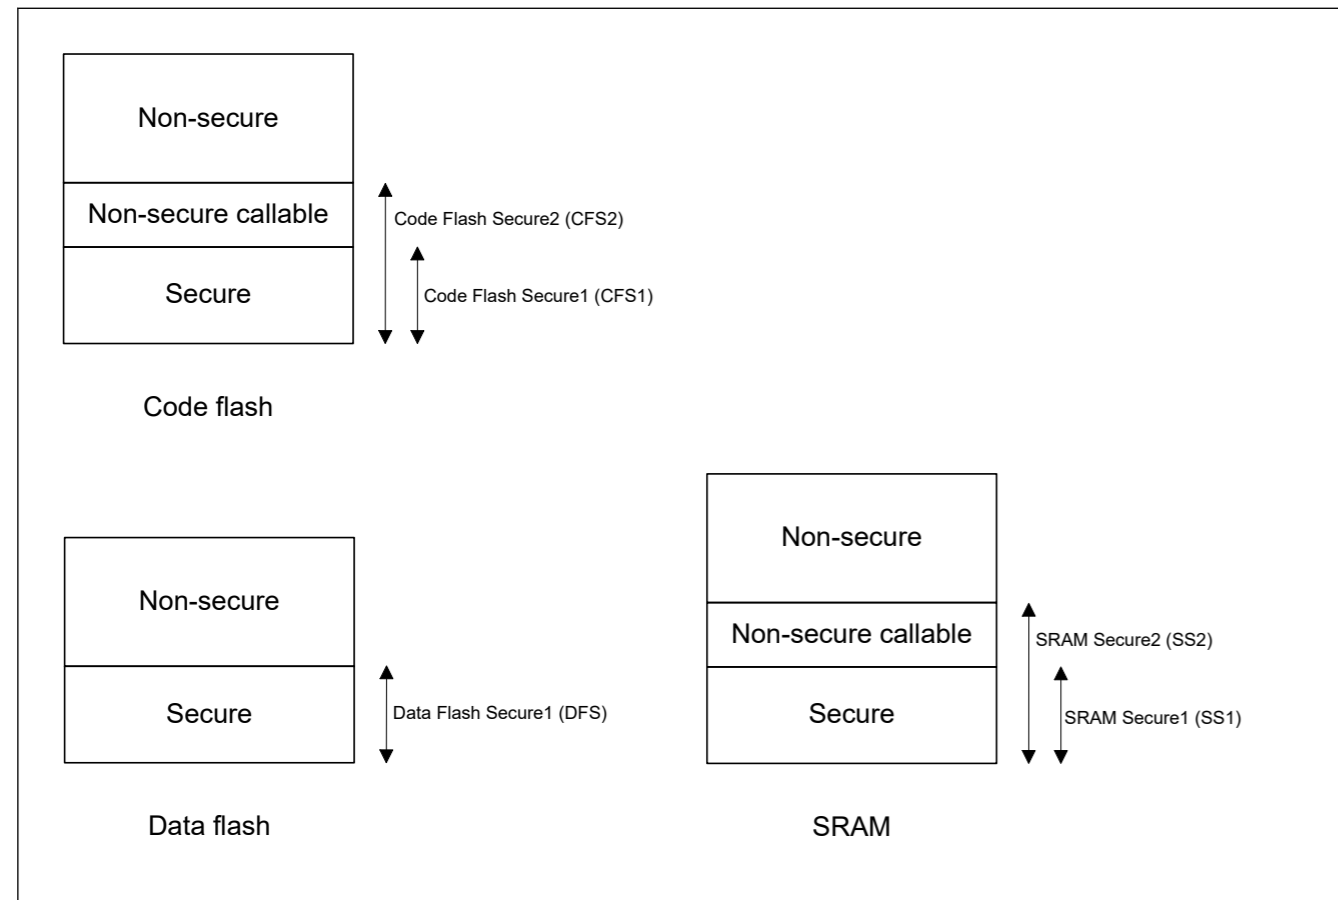 Non-secure
Non-secure callable
Code Flash Secure2 (CFS2)
Secure
Code Flash Secure1 (CFS1)
Code flash
Non-secure
Secure
Data Flash Secure1 (DFS)
Data flash
Non-secure
Non-secure callable
SRAM Secure2 (SS2)
Secure
SRAM Secure1 (SS1)
SRAM